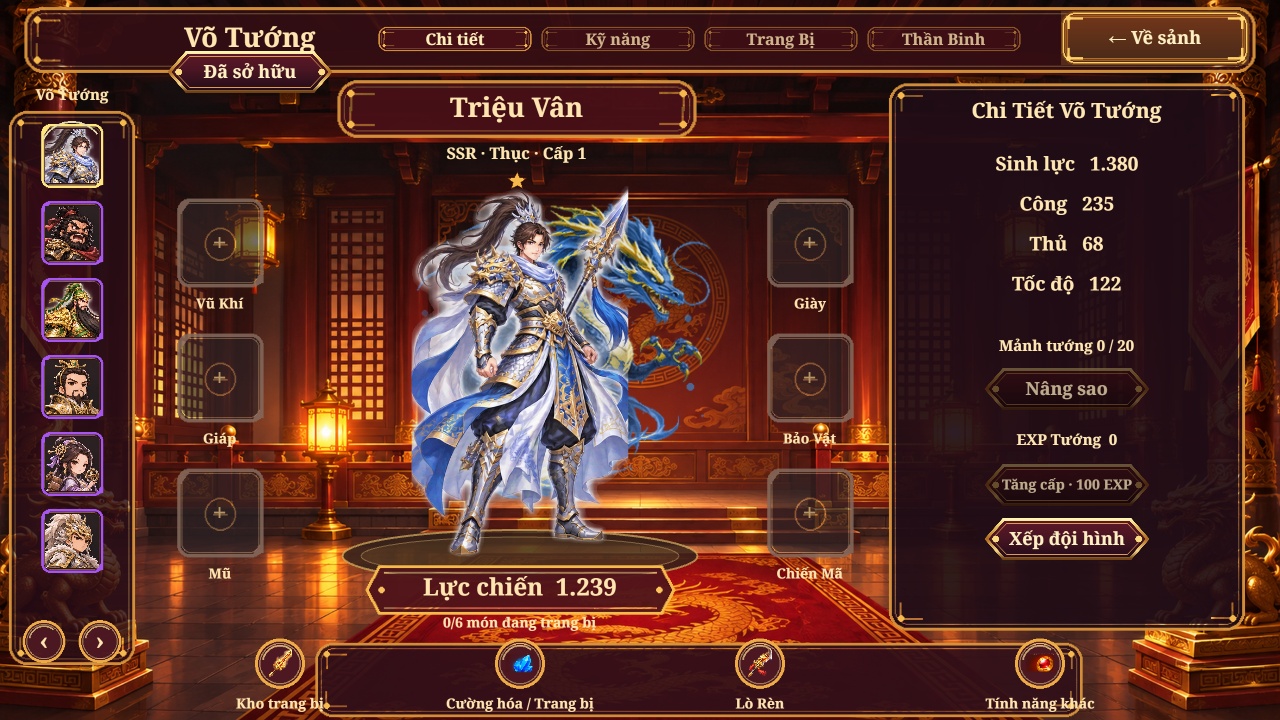 Võ Tướng
Đã sở hữu
Chi tiết
Kỹ năng
Trang Bị
Thần Binh
← Về sảnh
Võ Tướng
Triệu Vân
SSR · Thục · Cấp 1
Vũ Khí
Giáp
Mũ
Giày
Bảo Vật
Chiến Mã
Lực chiến 1.239
0/6 món đang trang bị
Chi Tiết Võ Tướng
Sinh lực 1.380
Công 235
Thủ 68
Tốc độ 122
Mảnh tướng 0 / 20
Nâng sao
EXP Tướng 0
Tăng cấp · 100 EXP
Xếp đội hình
‹ ›
Kho trang bị
Cường hóa / Trang bị
Lò Rèn
Tính năng khác